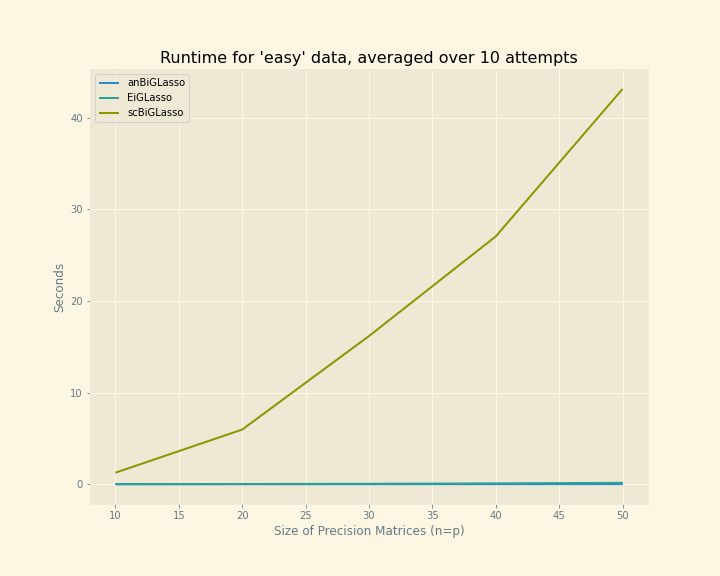 Runtime for 'easy' data, averaged over 10 attempts
anBiGLasso
EiGLasso
scBiGLasso
40
30
20
10
0
Seconds
10 15 20 25 30 35 40 45 50
Size of Precision Matrices (n=p)